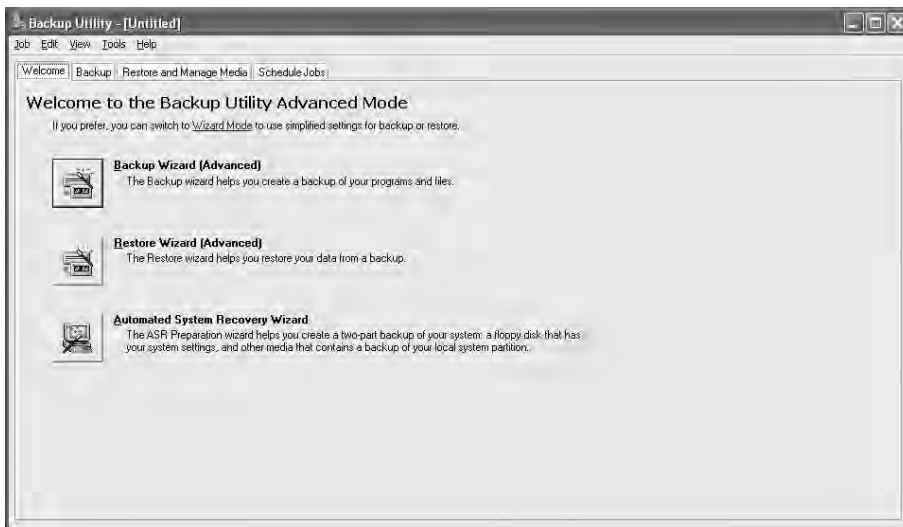 Backup Utility - [Untitled]
Job Edit View Tools Help
Welcome Backup Restore and Manage Media Schedule Jobs
Welcome to the Backup Utility Advanced Mode
If you prefer, you can switch to Wizard Mode to use simplified settings for backup or restore.
Backup Wizard (Advanced)
The Backup wizard helps you create a backup of your programs and files.
Restore Wizard (Advanced)
The Restore wizard helps you restore your data from a backup.
Automated System Recovery Wizard
The ASR Preparation wizard helps you create a two-part backup of your system: a floppy disk that has
your system settings, and other media that contains a backup of your local system partition.